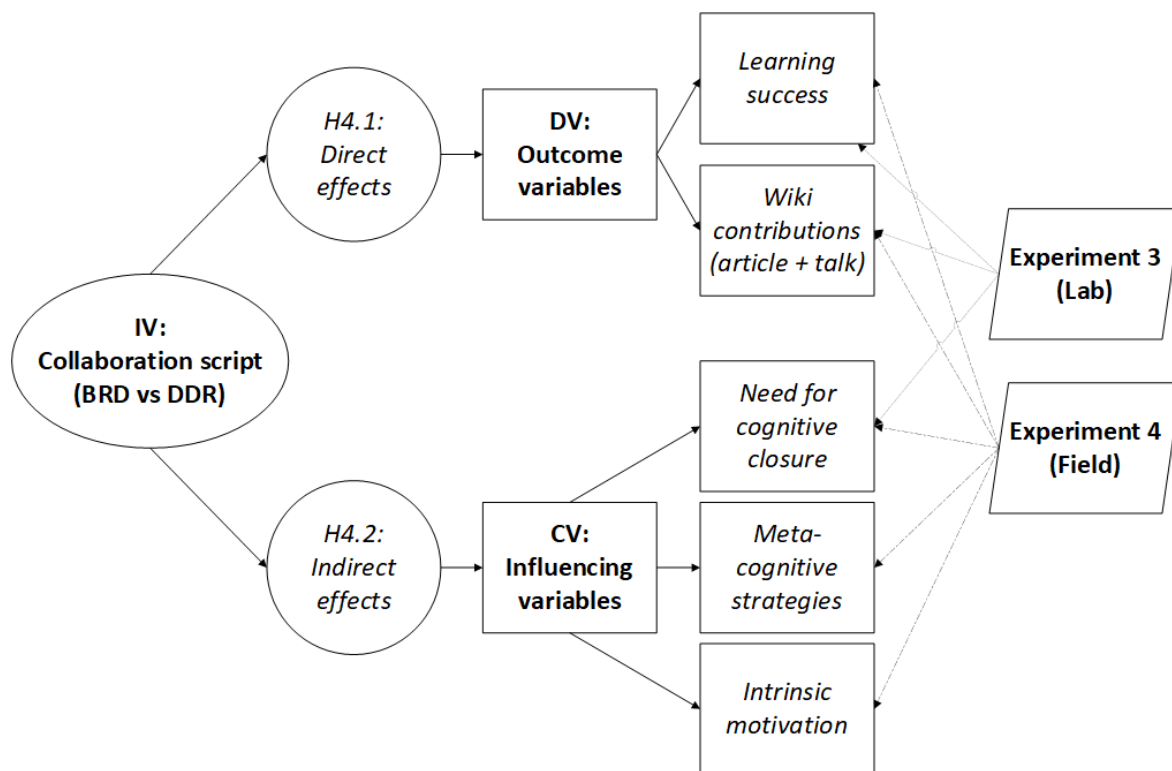 Learning
success
H4.1:
Direct
effects
DV:
Outcome
variables
Wiki
contributions
(article + talk)
Experiment 3
(Lab)
IV:
Collaboration script
(BRD vs DDR)
Need for
cognitive
closure
Experiment 4
(Field)
H4.2:
Indirect
effects
CV:
Influencing
variables
Meta-
cognitive
strategies
Intrinsic
motivation